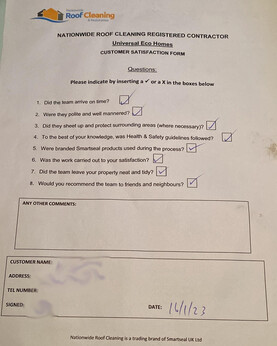 Nationwide
Roof Cleaning
NATIONWIDE ROOF CLEANING REGISTERED CONTRACTOR
Universal Eco Homes
CUSTOMER SATISFACTION FORM
Questions:
Please indicate by inserting a ✓ or a X in the boxes below
1. Did the team arrive on time? ✓
2. Were they polite and well mannered? ✓
3. Did they sheet up and protect surrounding areas (where necessary)? ✓
4. To the best of your knowledge, was Health & Safety guidelines followed? ✓
5. Were branded Smartseal products used during the process? ✓
6. Was the work carried out to your satisfaction? ✓
7. Did the team leave your property neat and tidy? ✓
8. Would you recommend the team to friends and neighbours? ✓
ANY OTHER COMMENTS:
CUSTOMER NAME:
ADDRESS:
TEL NUMBER:
SIGNED: DATE: 16/1/23
Nationwide Roof Cleaning is a trading brand of Smartseal UK Ltd